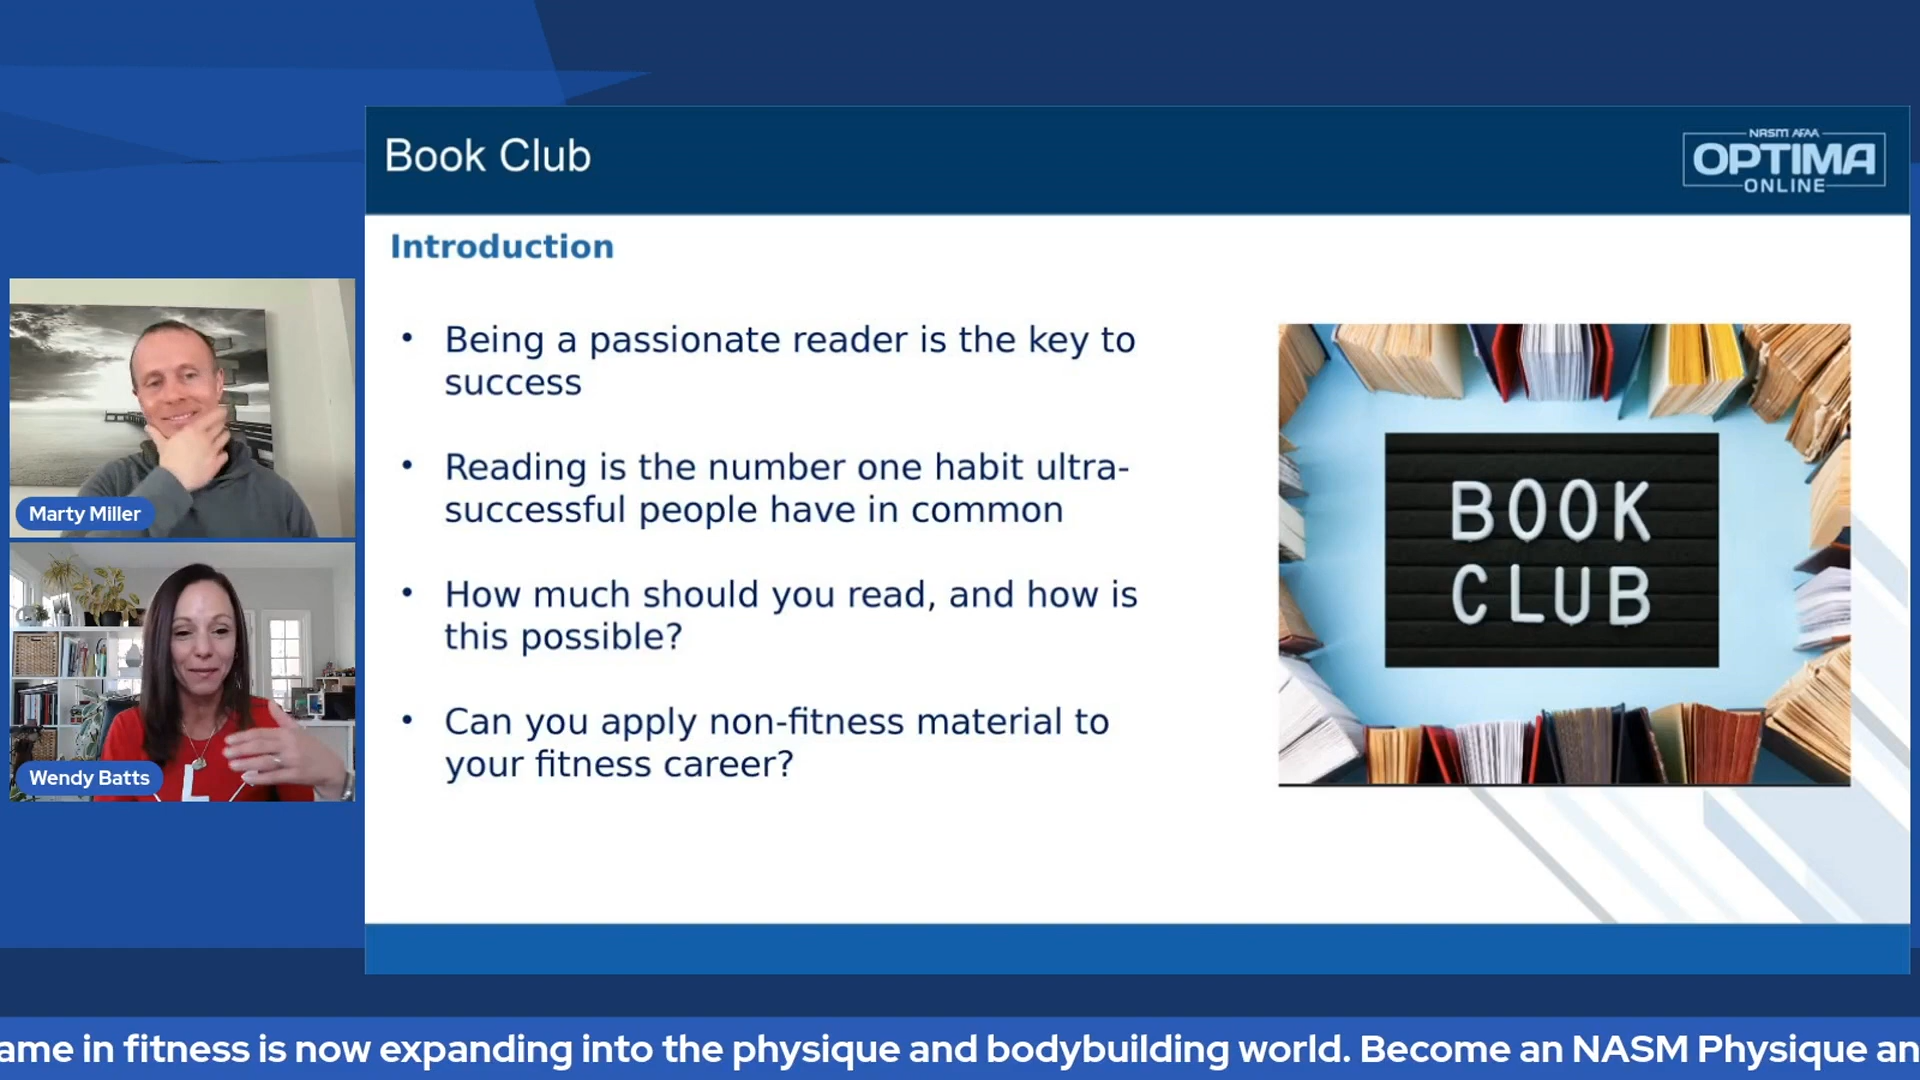 Book Club
NASM AFAA
OPTIMA
ONLINE
Introduction
• Being a passionate reader is the key to
success
• Reading is the number one habit ultra-
successful people have in common
• How much should you read, and how is
this possible?
• Can you apply non-fitness material to
your fitness career?
BOOK
CLUB
Marty Miller
Wendy Batts
ame in fitness is now expanding into the physique and bodybuilding world. Become an NASM Physique an